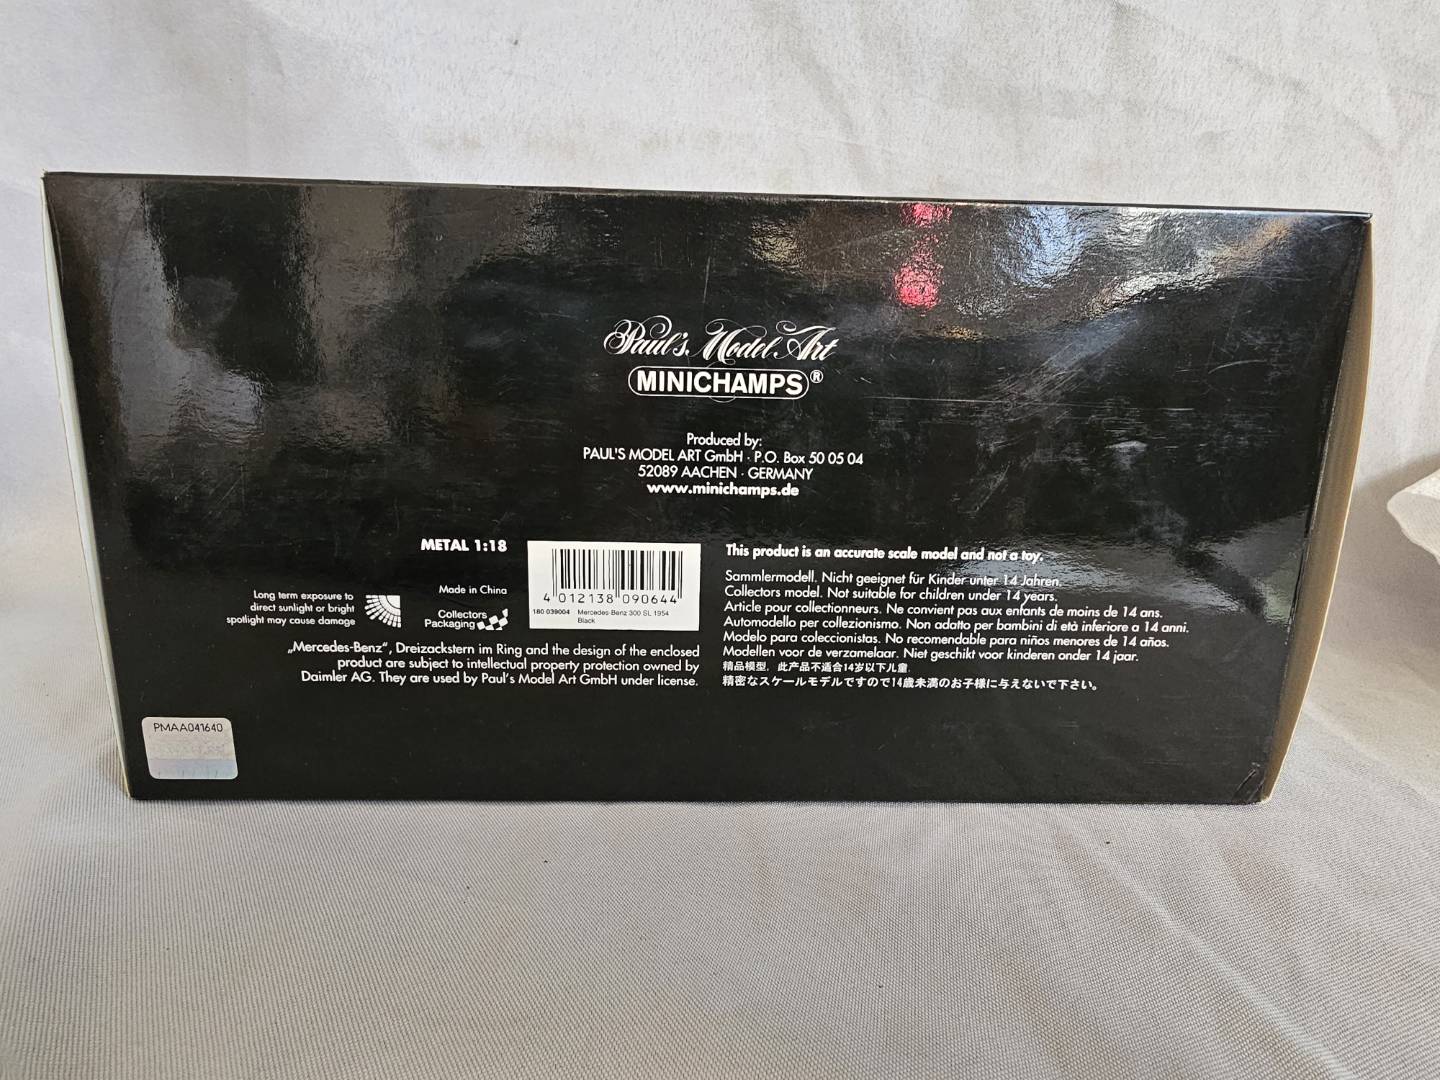 Paul's Model Art
MINICHAMPS®
Produced by:
PAUL'S MODEL ART GmbH · P.O. Box 50 05 04
52089 AACHEN · GERMANY
www.minichamps.de
METAL 1:18
Made in China
Long term exposure to
direct sunlight or bright
spotlight may cause damage
Collectors
Packaging
4 012138 090644
180 039004 Mercedes-Benz 300 SL 1954
Black
„Mercedes-Benz“, Dreizackstern im Ring and the design of the enclosed
product are subject to intellectual property protection owned by
Daimler AG. They are used by Paul's Model Art GmbH under license.
This product is an accurate scale model and not a toy.
Sammlermodell. Nicht geeignet für Kinder unter 14 Jahren.
Collectors model. Not suitable for children under 14 years.
Article pour collectionneurs. Ne convient pas aux enfants de moins de 14 ans.
Automodello per collezionismo. Non adatto per bambini di età inferiore a 14 anni.
Modelo para coleccionistas. No recomendable para niños menores de 14 años.
Modellen voor de verzamelaar. Niet geschikt voor kinderen onder 14 jaar.
精品模型. 此产品不适合14岁以下儿童.
精密なスケールモデルですので14歳未満のお子様に与えないで下さい。
PMAA041640